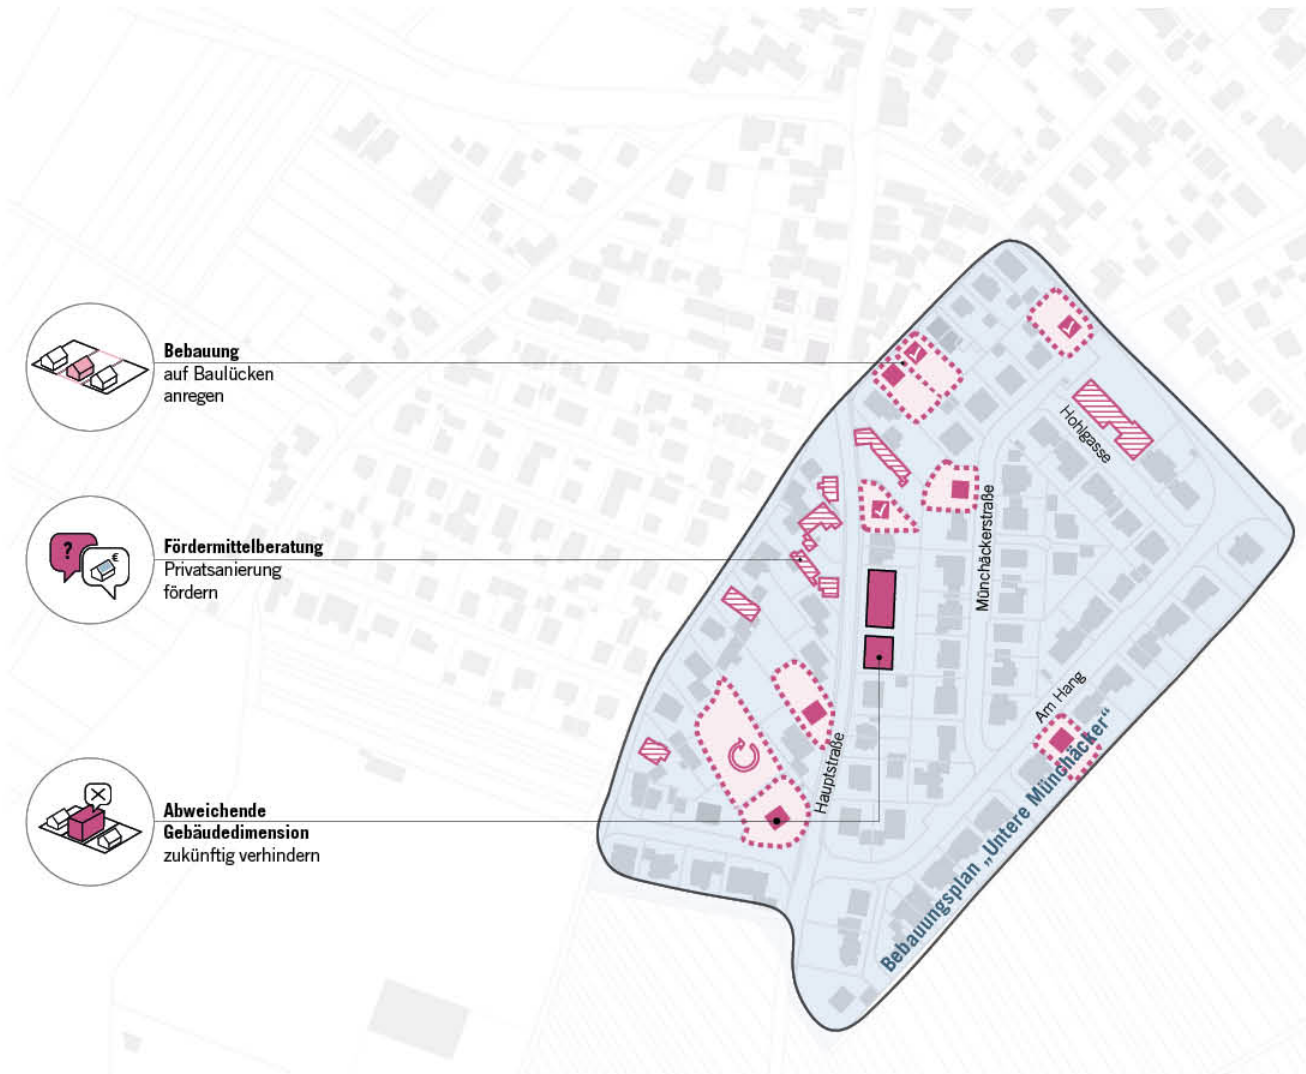 Bebauung
auf Baulücken
anregen
?
€
Fördermittelberatung
Privatsanierung
fördern
Abweichende
Gebäudedimension
zukünftig verhindern
Hohlgasse
Münchäckerstraße
Am Hang
Hauptstraße
Bebauungsplan „Untere Münchäcker“